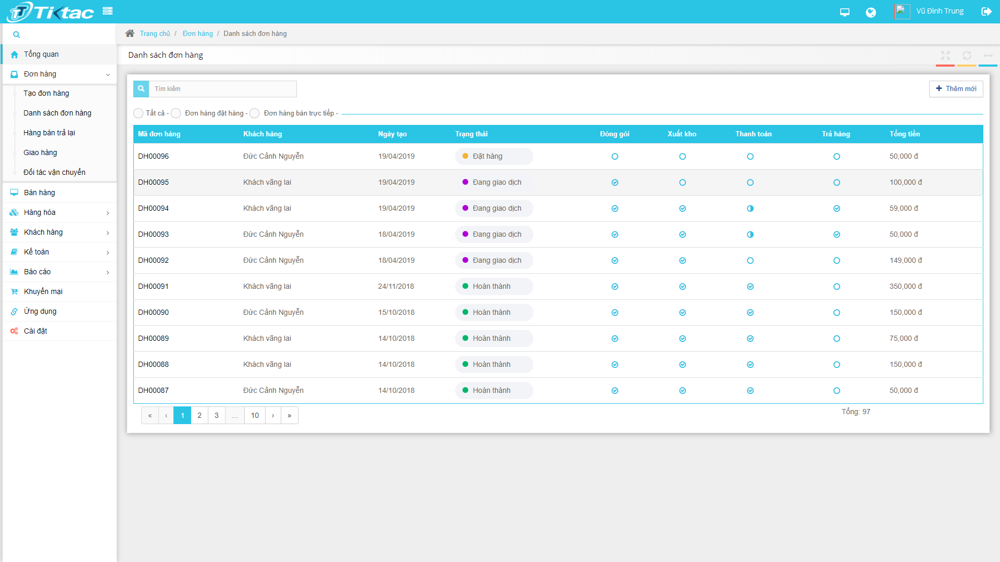 Tiktac
Vũ Đình Trung
Trang chủ / Đơn hàng / Danh sách đơn hàng
Danh sách đơn hàng
Tổng quan
Đơn hàng
Tạo đơn hàng
Danh sách đơn hàng
Hàng bán trả lại
Giao hàng
Đối tác vận chuyển
Bán hàng
Hàng hóa
Khách hàng
Kế toán
Báo cáo
Khuyến mại
Ứng dụng
Cài đặt
Tìm kiếm
Thêm mới
Tất cả - Đơn hàng đặt hàng - Đơn hàng bán trực tiếp -
Mã đơn hàng Khách hàng Ngày tạo Trạng thái Đóng gói Xuất kho Thanh toán Trả hàng Tổng tiền
DH00096 Đức Cảnh Nguyễn 19/04/2019 Đặt hàng 50,000 đ
DH00095 Khách vãng lai 19/04/2019 Đang giao dịch 100,000 đ
DH00094 Khách vãng lai 19/04/2019 Đang giao dịch 59,000 đ
DH00093 Đức Cảnh Nguyễn 18/04/2019 Đang giao dịch 50,000 đ
DH00092 Đức Cảnh Nguyễn 18/04/2019 Đang giao dịch 149,000 đ
DH00091 Khách vãng lai 24/11/2018 Hoàn thành 350,000 đ
DH00090 Đức Cảnh Nguyễn 15/10/2018 Hoàn thành 150,000 đ
DH00089 Khách vãng lai 14/10/2018 Hoàn thành 75,000 đ
DH00088 Khách vãng lai 14/10/2018 Hoàn thành 150,000 đ
DH00087 Đức Cảnh Nguyễn 14/10/2018 Hoàn thành 50,000 đ
« ‹ 1 2 3 ... 10 › »
Tổng: 97